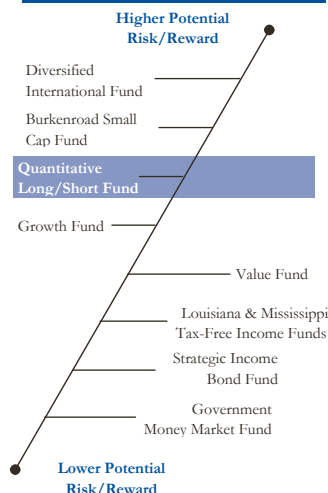 Higher Potential
Risk/Reward
Diversified
International Fund
Burkenroad Small
Cap Fund
Quantitative
Long/Short Fund
Growth Fund
Value Fund
Louisiana & Mississippi
Tax-Free Income Funds
Strategic Income
Bond Fund
Government
Money Market Fund
Lower Potential
Risk/Reward